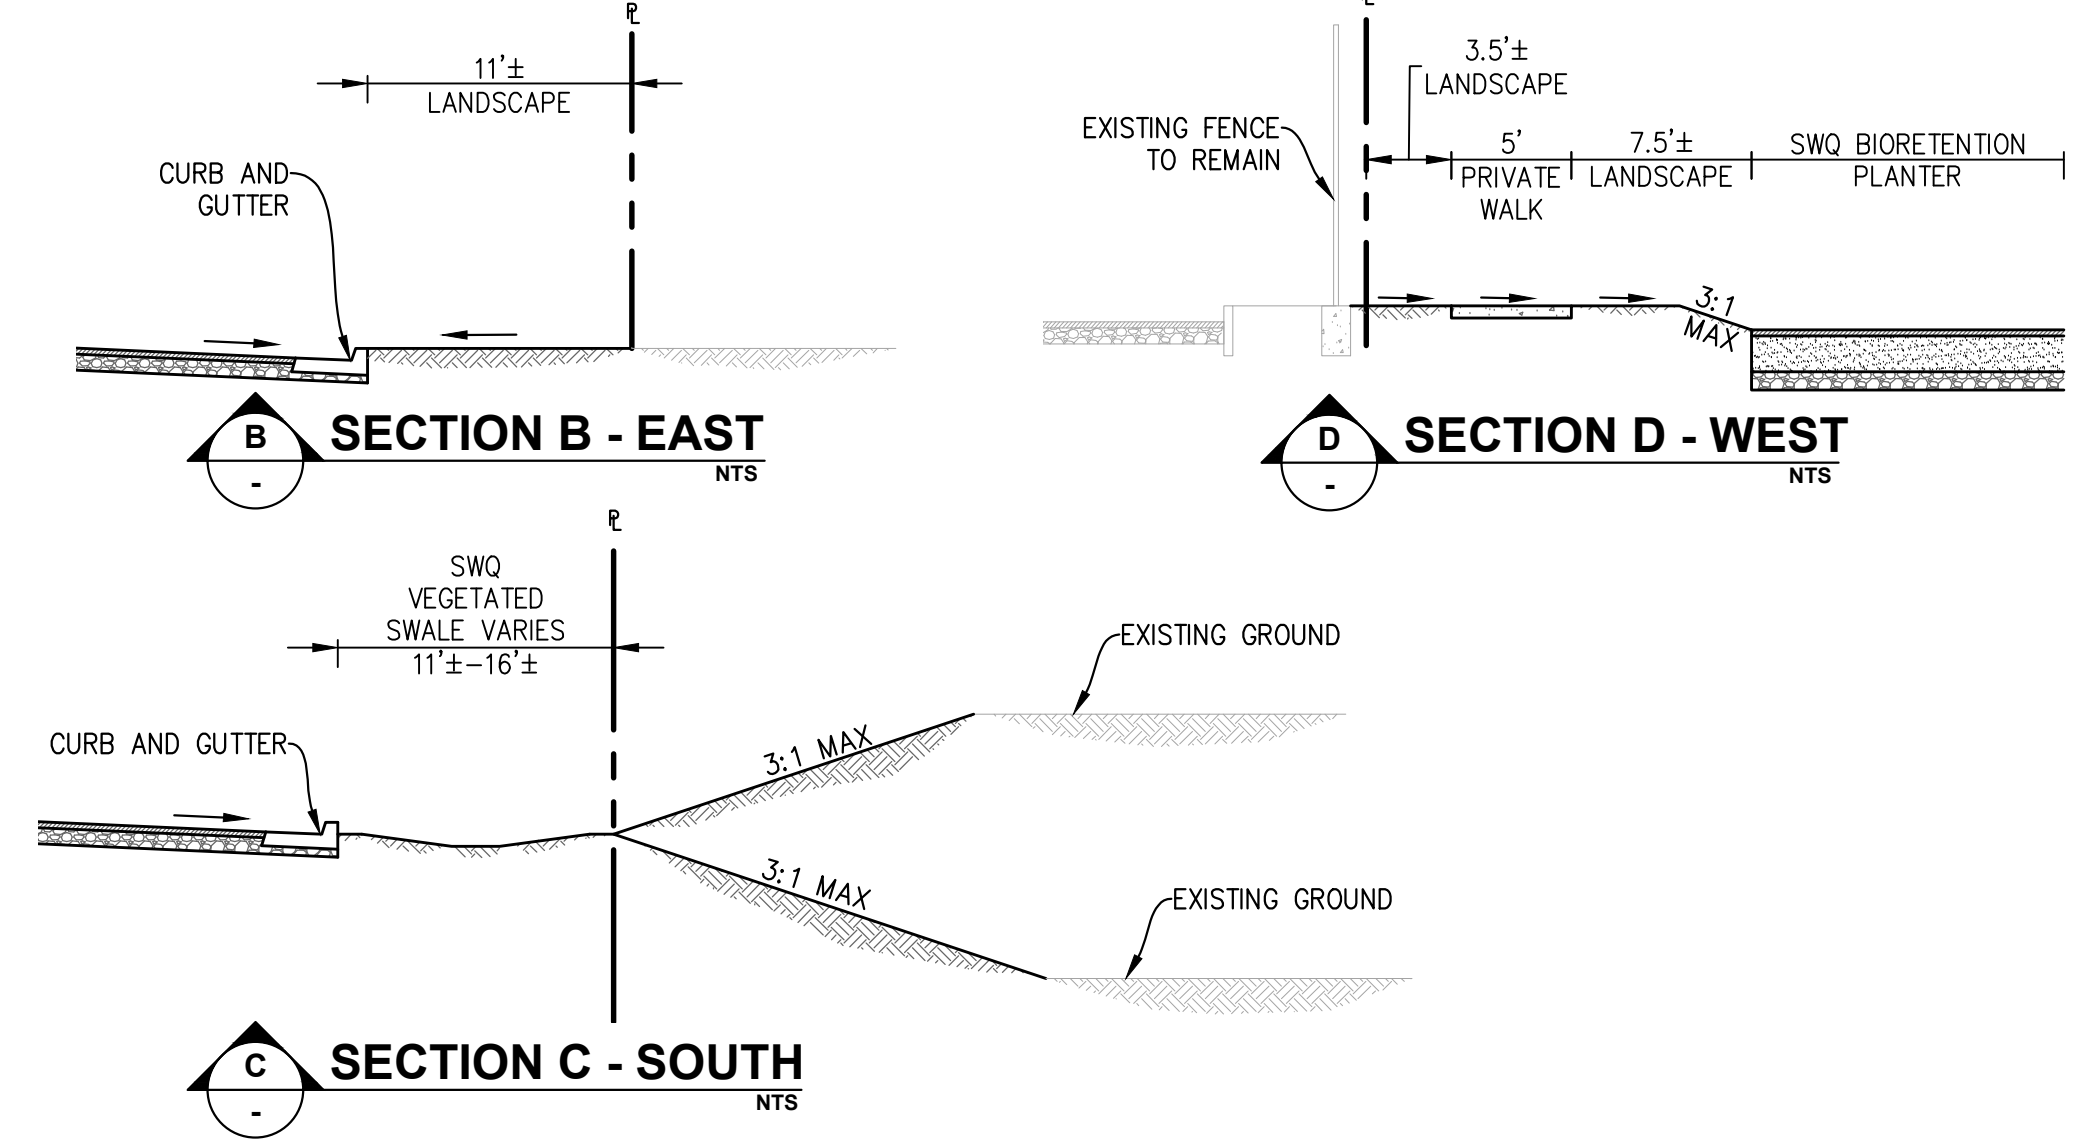 PL
11'±
LANDSCAPE
CURB AND
GUTTER
B
-
SECTION B - EAST
NTS
3.5'±
LANDSCAPE
EXISTING FENCE
TO REMAIN
5'
PRIVATE
WALK
7.5'±
LANDSCAPE
SWQ BIORETENTION
PLANTER
3:1
MAX
D
-
SECTION D - WEST
NTS
PL
SWQ
VEGETATED
SWALE VARIES
11'±-16'±
CURB AND GUTTER
3:1 MAX
EXISTING GROUND
3:1 MAX
EXISTING GROUND
C
-
SECTION C - SOUTH
NTS